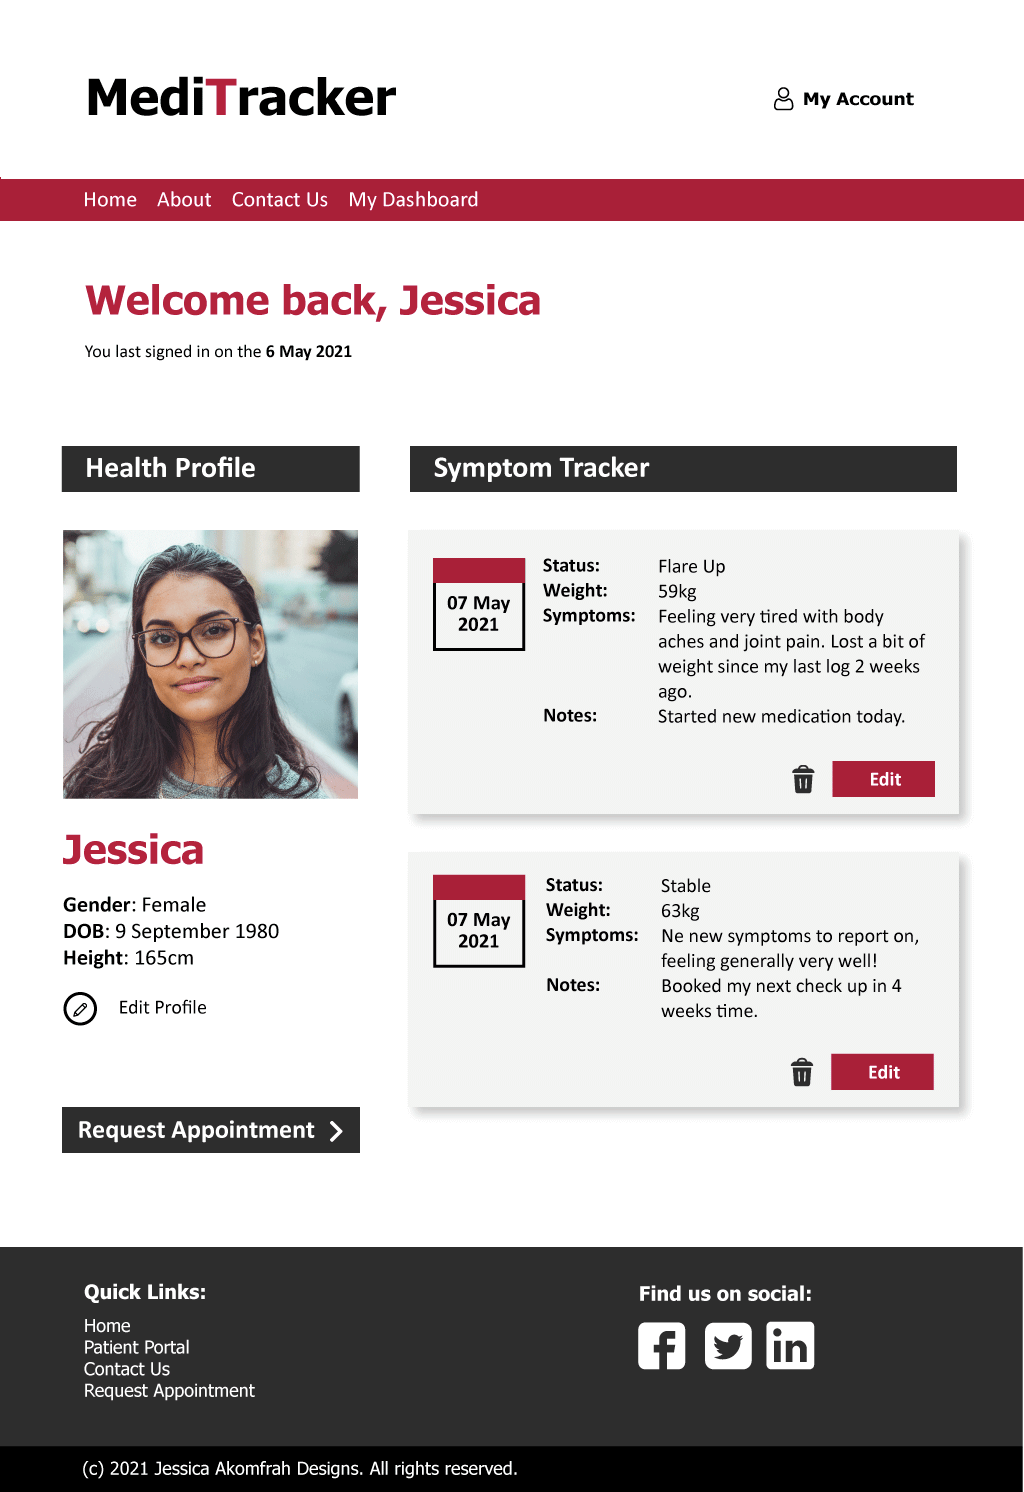 MediTracker
My Account
Home About Contact Us My Dashboard
Welcome back, Jessica
You last signed in on the 6 May 2021
Health Profile
Jessica
Gender: Female
DOB: 9 September 1980
Height: 165cm
Edit Profile
Request Appointment
Symptom Tracker
07 May
2021
Status: Flare Up
Weight: 59kg
Symptoms: Feeling very tired with body
aches and joint pain. Lost a bit of
weight since my last log 2 weeks
ago.
Notes: Started new medication today.
Edit
07 May
2021
Status: Stable
Weight: 63kg
Symptoms: Ne new symptoms to report on,
feeling generally very well!
Notes: Booked my next check up in 4
weeks time.
Edit
Quick Links:
Home
Patient Portal
Contact Us
Request Appointment
Find us on social:
(c) 2021 Jessica Akomfrah Designs. All rights reserved.